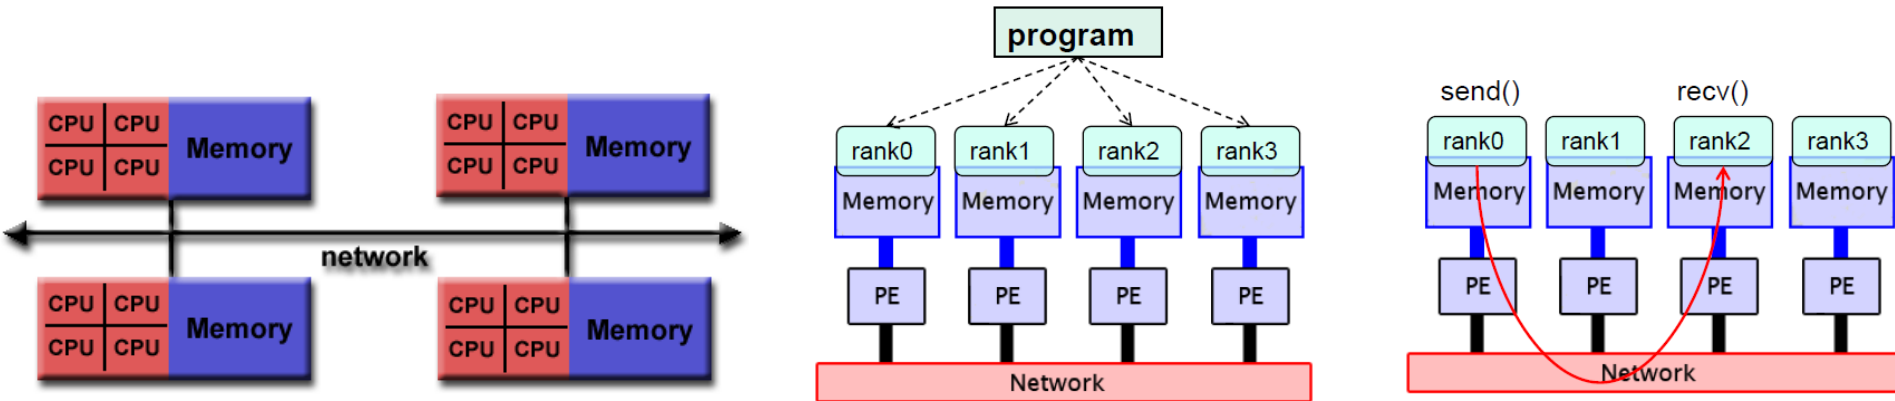 CPU CPU
CPU CPU
Memory
CPU CPU
CPU CPU
Memory
network
CPU CPU
CPU CPU
Memory
CPU CPU
CPU CPU
Memory
program
rank0 rank1 rank2 rank3
Memory Memory Memory Memory
PE PE PE PE
Network
send() recv()
rank0 rank1 rank2 rank3
Memory Memory Memory Memory
PE PE PE PE
Network